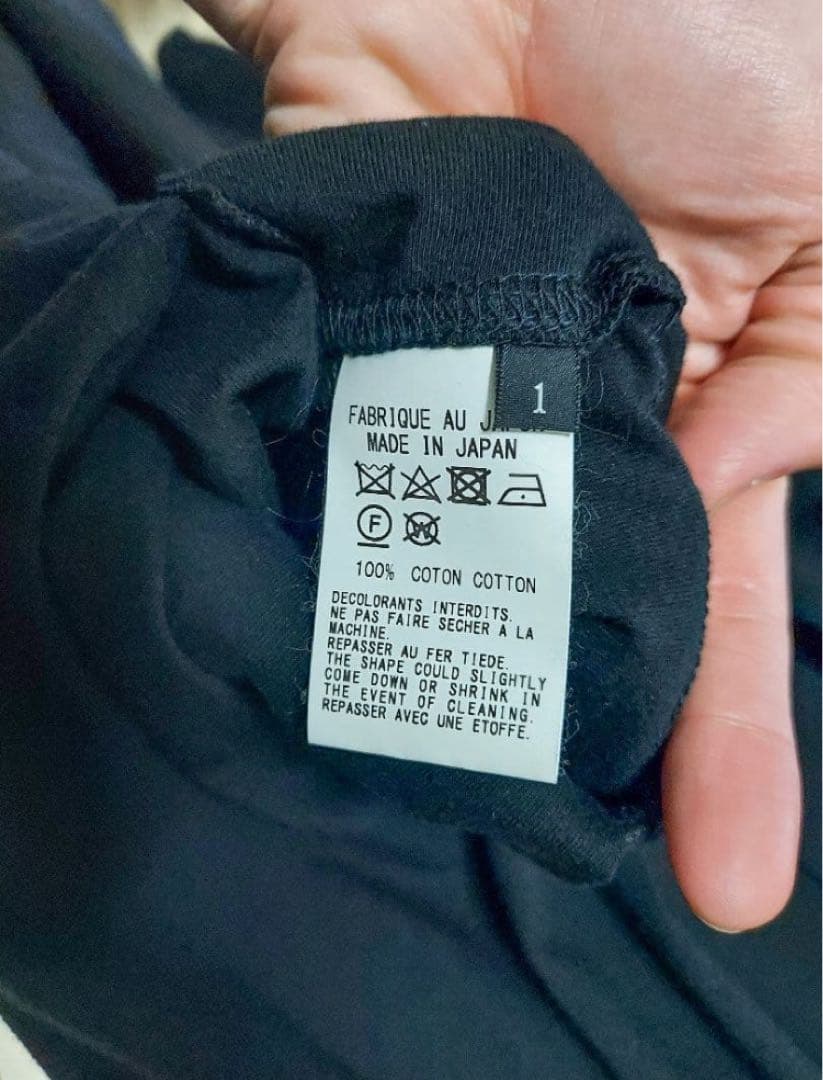 1
FABRIQUE AU
MADE IN JAPAN
F W
100% COTON COTTON
DECOLORANTS INTERDITS.
NE PAS FAIRE SECHER A LA
MACHINE.
REPASSER AU FER TIEDE.
THE SHAPE COULD SLIGHTLY
COME DOWN OR SHRINK IN
THE EVENT OF CLEANING.
REPASSER AVEC UNE ETOFFE.